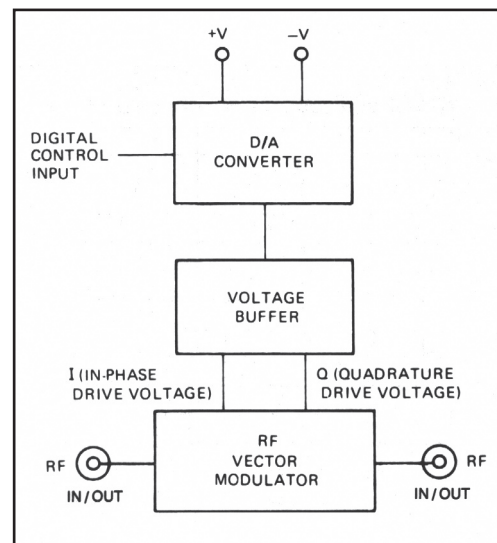 +V
−V
DIGITAL
CONTROL
INPUT
D/A
CONVERTER
VOLTAGE
BUFFER
I (IN-PHASE
DRIVE VOLTAGE)
Q (QUADRATURE
DRIVE VOLTAGE)
RF
IN/OUT
RF
VECTOR
MODULATOR
RF
IN/OUT